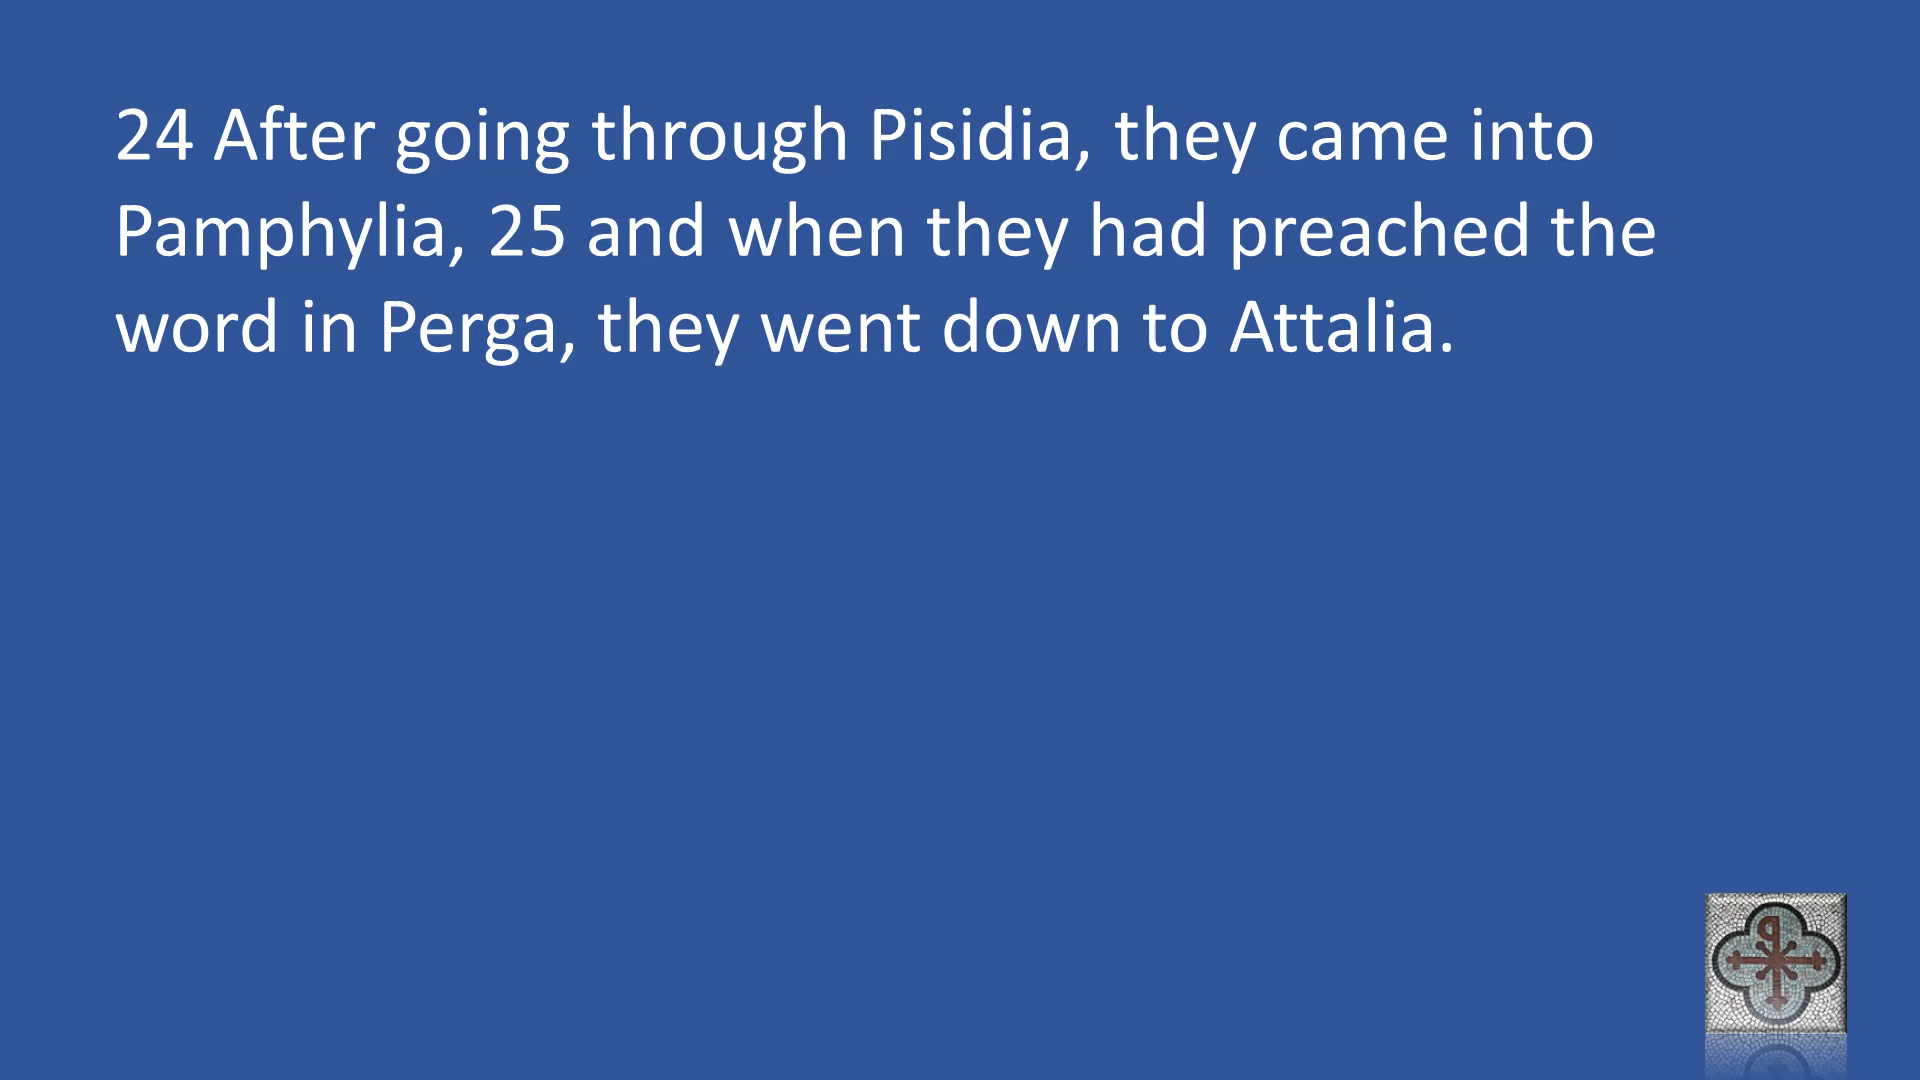 24 After going through Pisidia, they came into
Pamphylia, 25 and when they had preached the
word in Perga, they went down to Attalia.